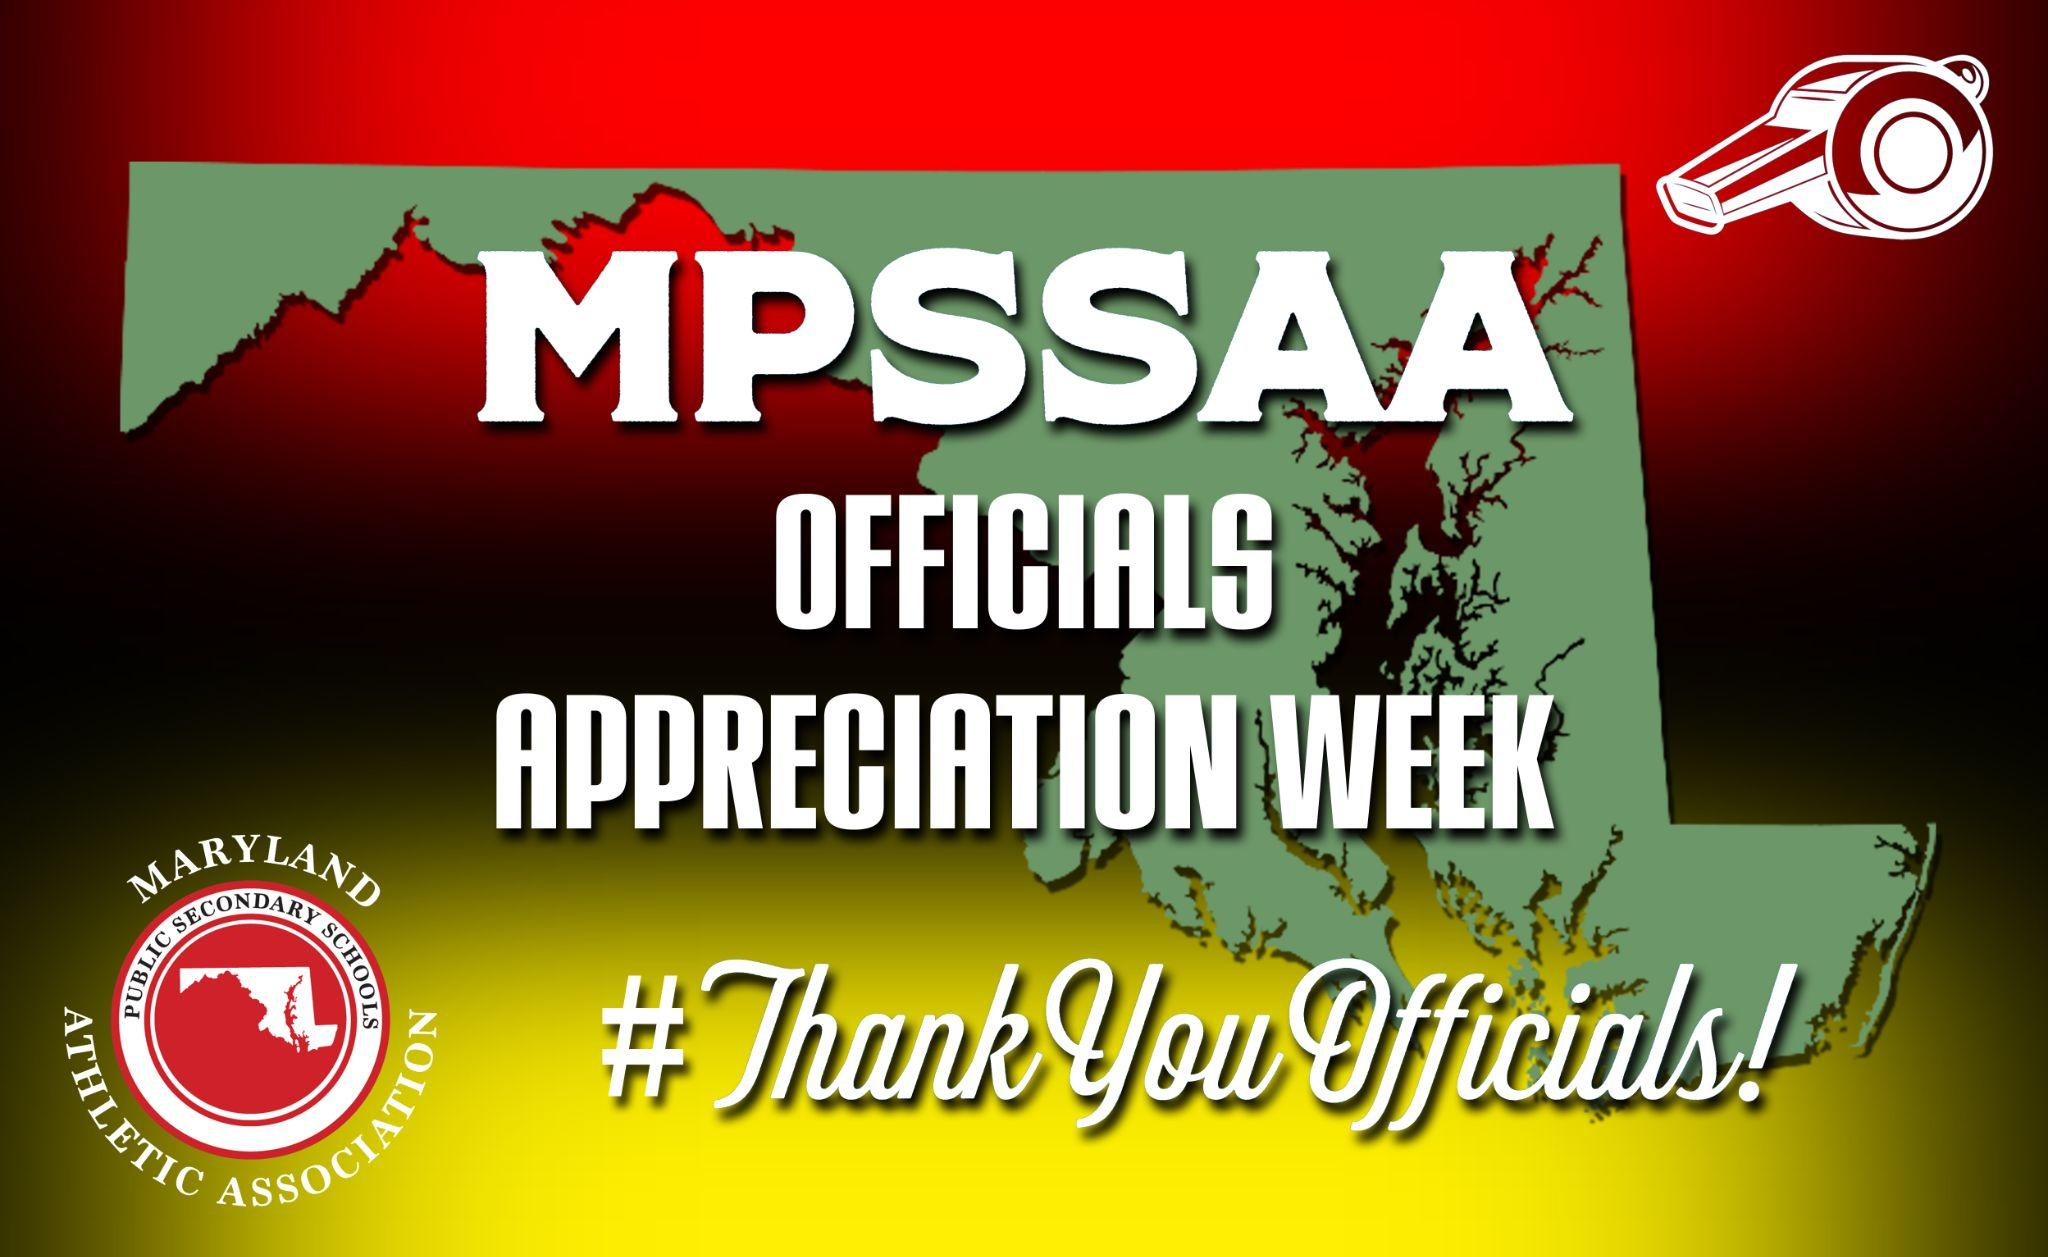 MPSSAA
OFFICIALS
APPRECIATION WEEK
#ThankYouOfficials!
MARYLAND
PUBLIC SECONDARY SCHOOLS
ATHLETIC ASSOCIATION